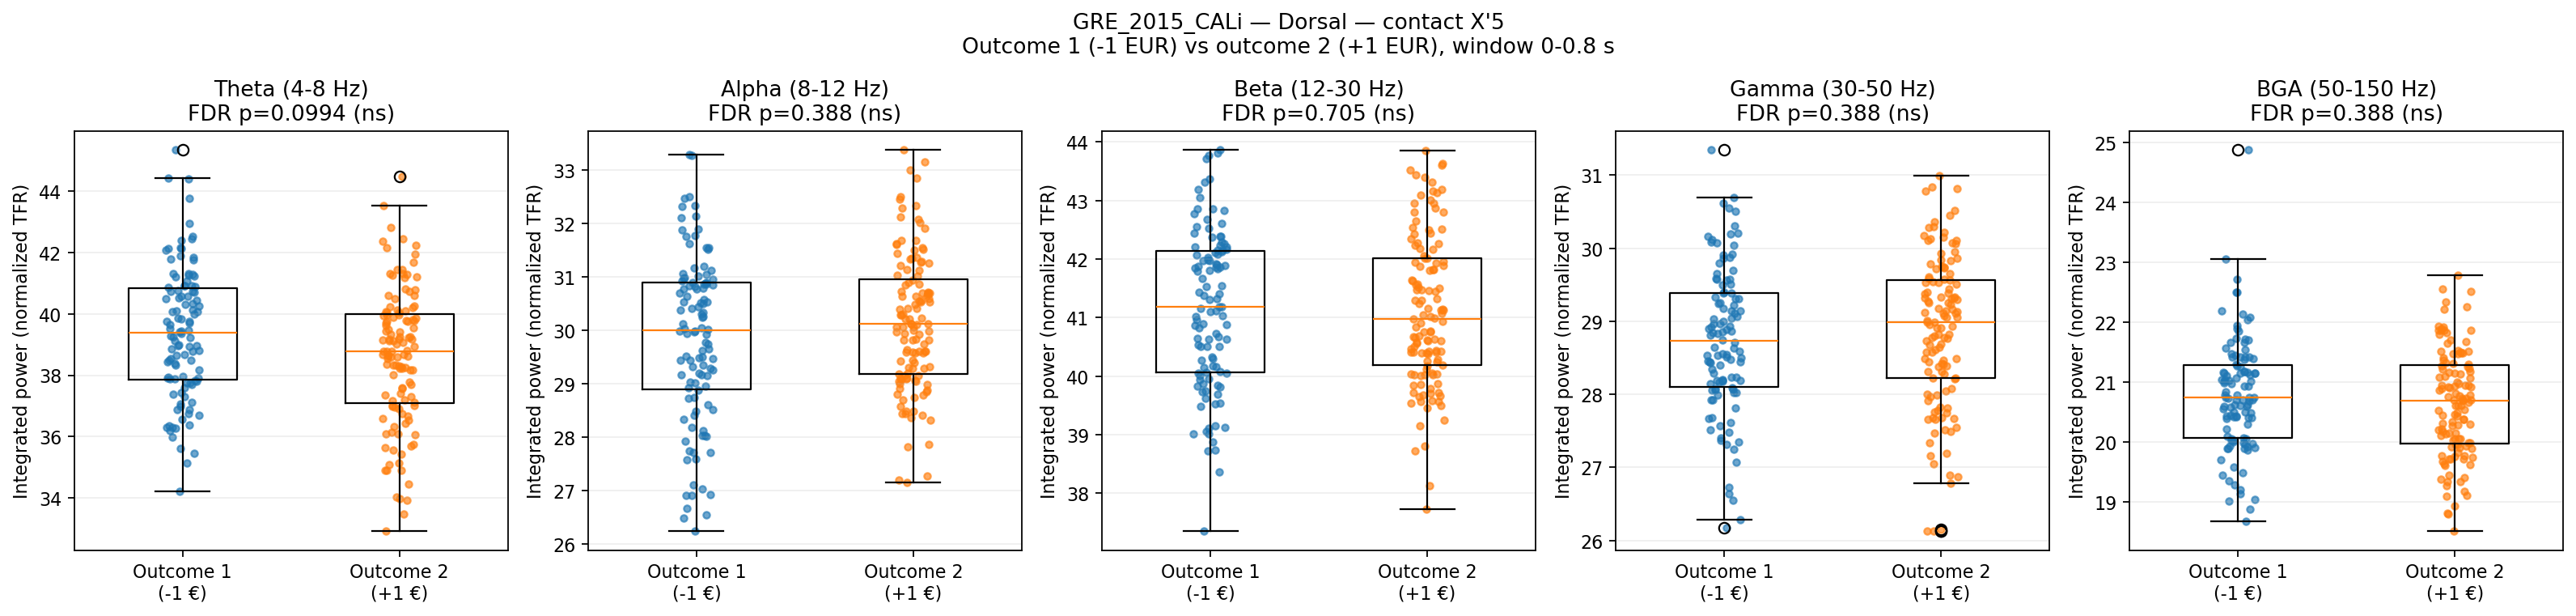 GRE_2015_CALi — Dorsal — contact X'5
Outcome 1 (-1 EUR) vs outcome 2 (+1 EUR), window 0-0.8 s
Theta (4-8 Hz)
FDR p=0.0994 (ns)
Integrated power (normalized TFR)
44
42
40
38
36
34
Outcome 1
(-1 €)
Outcome 2
(+1 €)
Alpha (8-12 Hz)
FDR p=0.388 (ns)
Integrated power (normalized TFR)
33
32
31
30
29
28
27
26
Outcome 1
(-1 €)
Outcome 2
(+1 €)
Beta (12-30 Hz)
FDR p=0.705 (ns)
Integrated power (normalized TFR)
44
43
42
41
40
39
38
Outcome 1
(-1 €)
Outcome 2
(+1 €)
Gamma (30-50 Hz)
FDR p=0.388 (ns)
Integrated power (normalized TFR)
31
30
29
28
27
26
Outcome 1
(-1 €)
Outcome 2
(+1 €)
BGA (50-150 Hz)
FDR p=0.388 (ns)
Integrated power (normalized TFR)
25
24
23
22
21
20
19
Outcome 1
(-1 €)
Outcome 2
(+1 €)